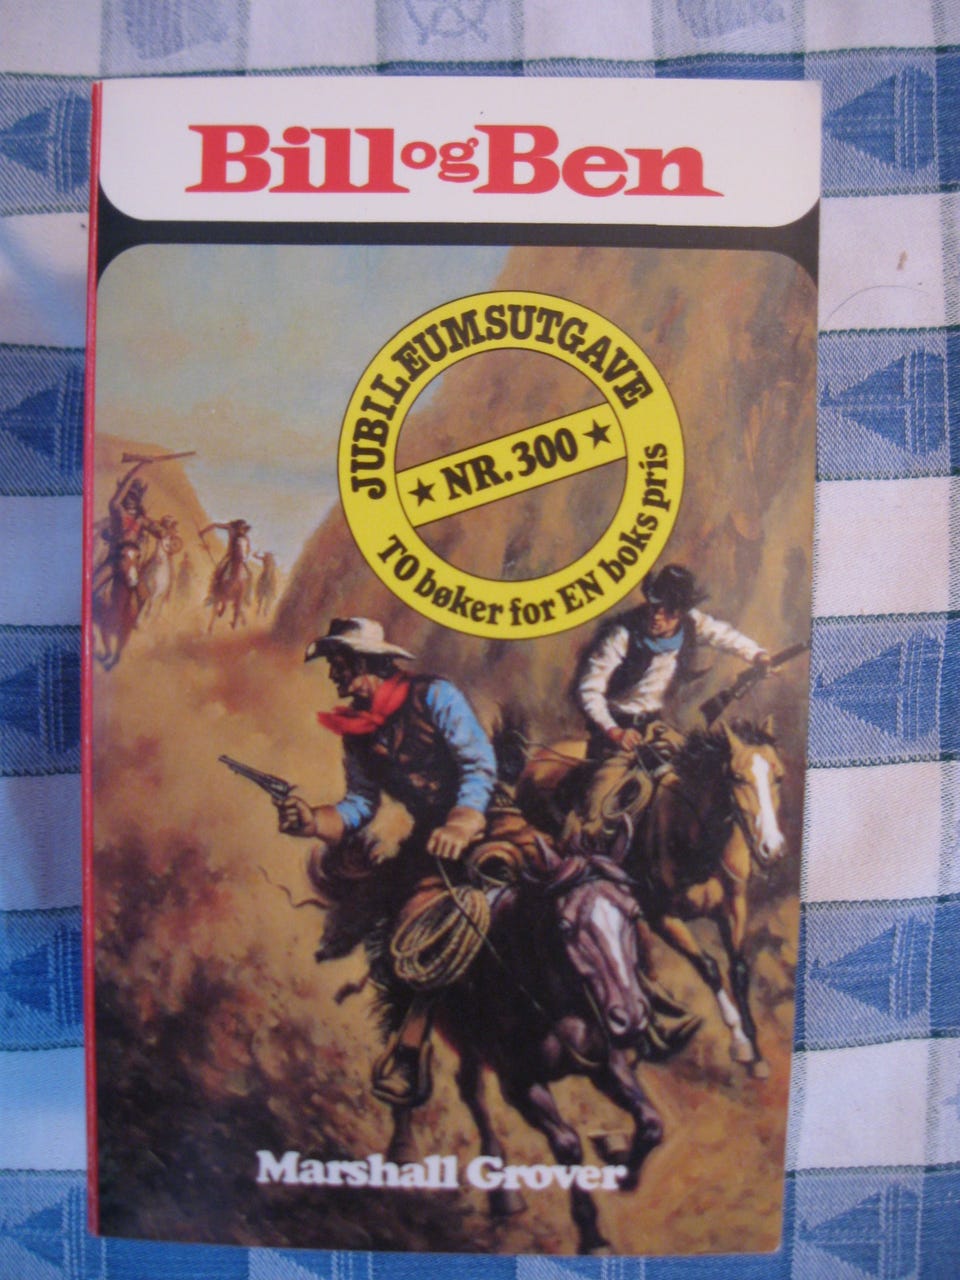 Bill og Ben
JUBILEUMSUTGAVE
★ NR. 300 ★
TO bøker for EN boks pris
Marshall Grover